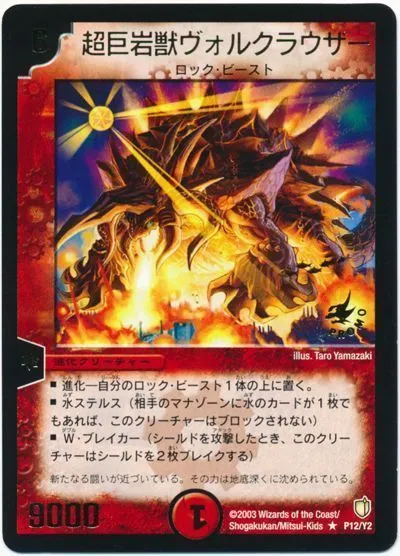 6
超巨岩獣ヴォルクラウザー
ロック・ビースト
PROMO
illus. Taro Yamazaki
進化クリーチャー
■ 進化—自分のロック・ビースト1体の上に置く。
■ 水ステルス（相手のマナゾーンに水のカードが1枚で
もあれば、このクリーチャーはブロックされない）
■ W・ブレイカー（シールドを攻撃したとき、このクリー
チャーはシールドを2枚ブレイクする）
新たなる闘いが近づいている。その力は地底深くに沈められている。
9000
1
©2003 Wizards of the Coast/
Shogakukan/Mitsui-Kids ★ P12/Y2